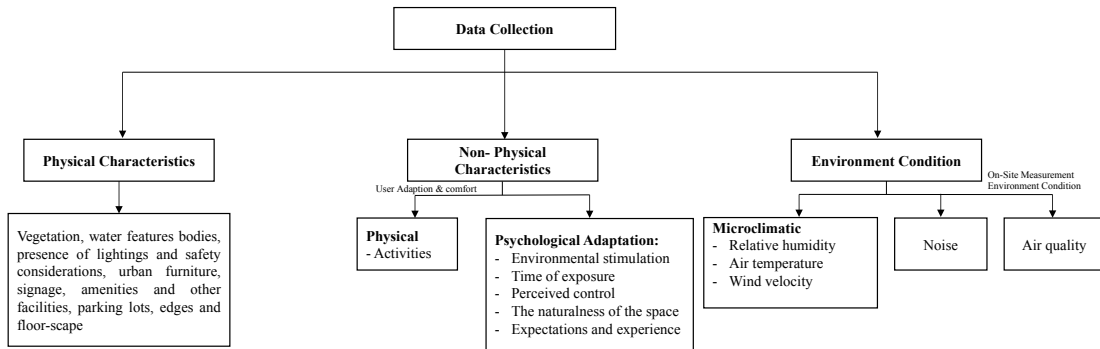 Data Collection
Physical Characteristics
Non- Physical
Characteristics
Environment Condition
User Adaption & comfort
On-Site Measurement
Environment Condition
Vegetation, water features bodies,
presence of lightings and safety
considerations, urban furniture,
signage, amenities and other
facilities, parking lots, edges and
floor-scape
Physical
- Activities
Psychological Adaptation:
- Environmental stimulation
- Time of exposure
- Perceived control
- The naturalness of the space
- Expectations and experience
Microclimatic
- Relative humidity
- Air temperature
- Wind velocity
Noise
Air quality